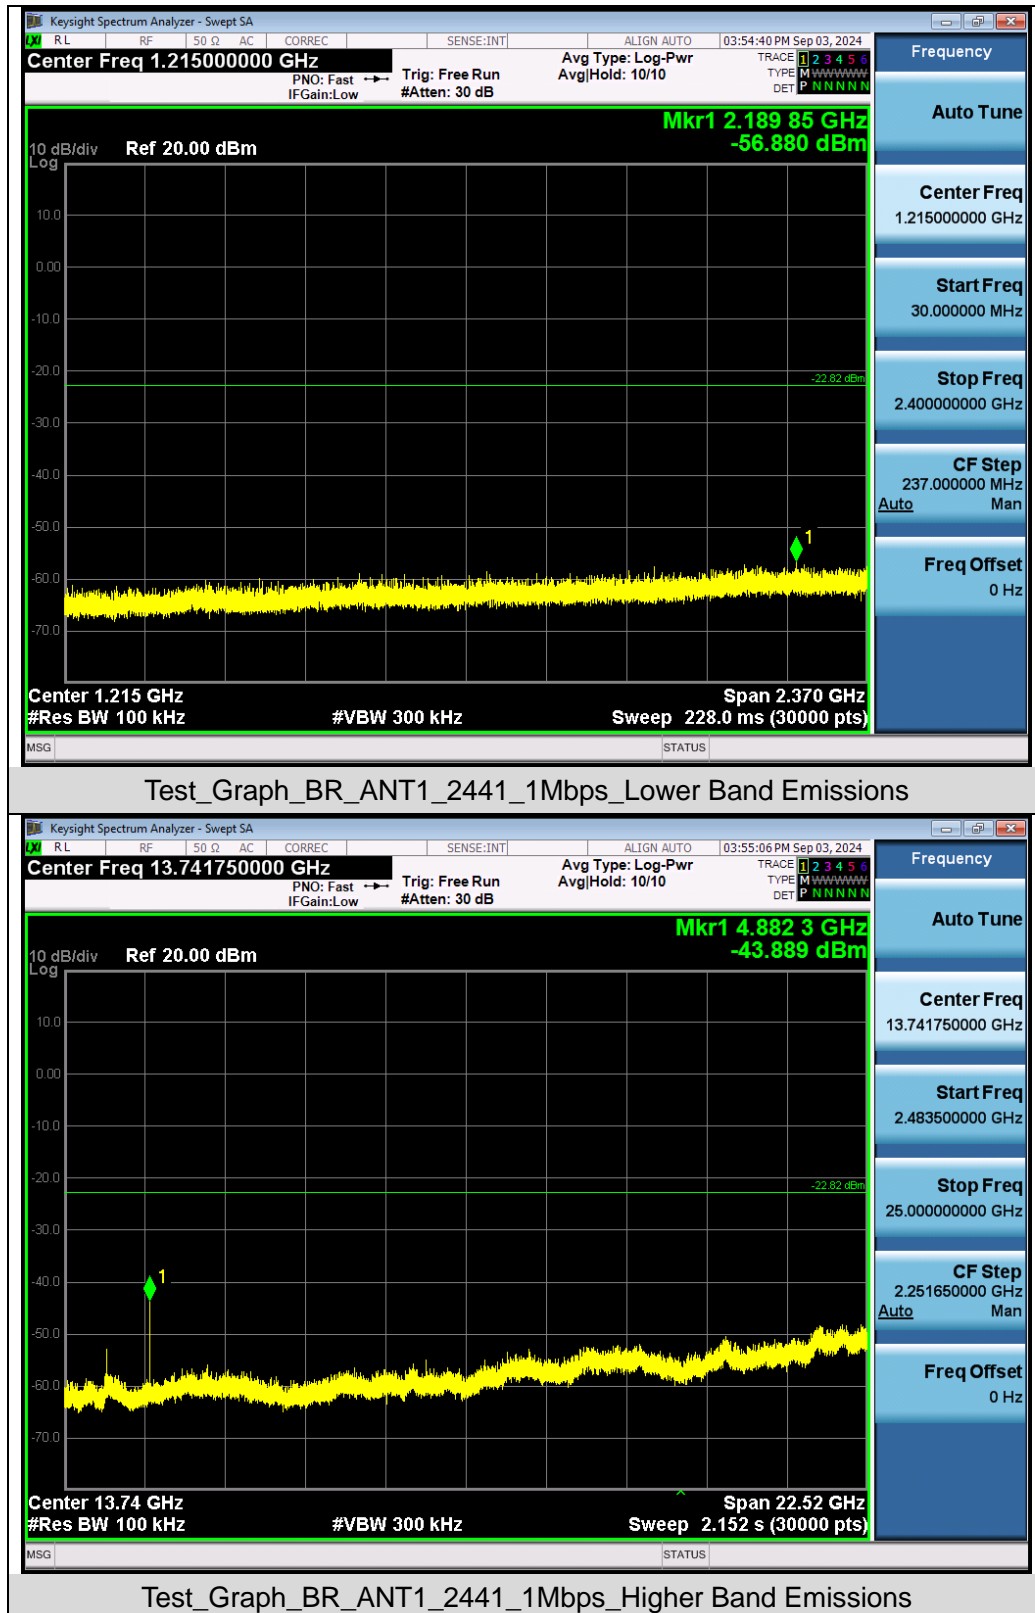 Keysight Spectrum Analyzer - Swept SA
LXI RL RF 50 Ω AC CORREC SENSE:INT ALIGN AUTO 03:54:40 PM Sep 03, 2024
Center Freq 1.215000000 GHz
PNO: Fast
IFGain:Low
Trig: Free Run
#Atten: 30 dB
Avg Type: Log-Pwr
Avg|Hold: 10/10
TRACE 1 2 3 4 5 6
TYPE M W W W W W
DET P N N N N N
Mkr1 2.189 85 GHz
-56.880 dBm
10 dB/div
Log
Ref 20.00 dBm
10.0
0.00
-10.0
-20.0
-22.82 dBm
-30.0
-40.0
-50.0
1
-60.0
-70.0
Center 1.215 GHz
Span 2.370 GHz
#Res BW 100 kHz
#VBW 300 kHz
Sweep 228.0 ms (30000 pts)
MSG
STATUS
Frequency
Auto Tune
Center Freq
1.215000000 GHz
Start Freq
30.000000 MHz
Stop Freq
2.400000000 GHz
CF Step
237.000000 MHz
Auto Man
Freq Offset
0 Hz
Test_Graph_BR_ANT1_2441_1Mbps_Lower Band Emissions
Keysight Spectrum Analyzer - Swept SA
LXI RL RF 50 Ω AC CORREC SENSE:INT ALIGN AUTO 03:55:06 PM Sep 03, 2024
Center Freq 13.741750000 GHz
PNO: Fast
IFGain:Low
Trig: Free Run
#Atten: 30 dB
Avg Type: Log-Pwr
Avg|Hold: 10/10
TRACE 1 2 3 4 5 6
TYPE M W W W W W
DET P N N N N N
Mkr1 4.882 3 GHz
-43.889 dBm
10 dB/div
Log
Ref 20.00 dBm
10.0
0.00
-10.0
-20.0
-22.82 dBm
-30.0
-40.0
1
-50.0
-60.0
-70.0
Center 13.74 GHz
Span 22.52 GHz
#Res BW 100 kHz
#VBW 300 kHz
Sweep 2.152 s (30000 pts)
MSG
STATUS
Frequency
Auto Tune
Center Freq
13.741750000 GHz
Start Freq
2.483500000 GHz
Stop Freq
25.000000000 GHz
CF Step
2.251650000 GHz
Auto Man
Freq Offset
0 Hz
Test_Graph_BR_ANT1_2441_1Mbps_Higher Band Emissions